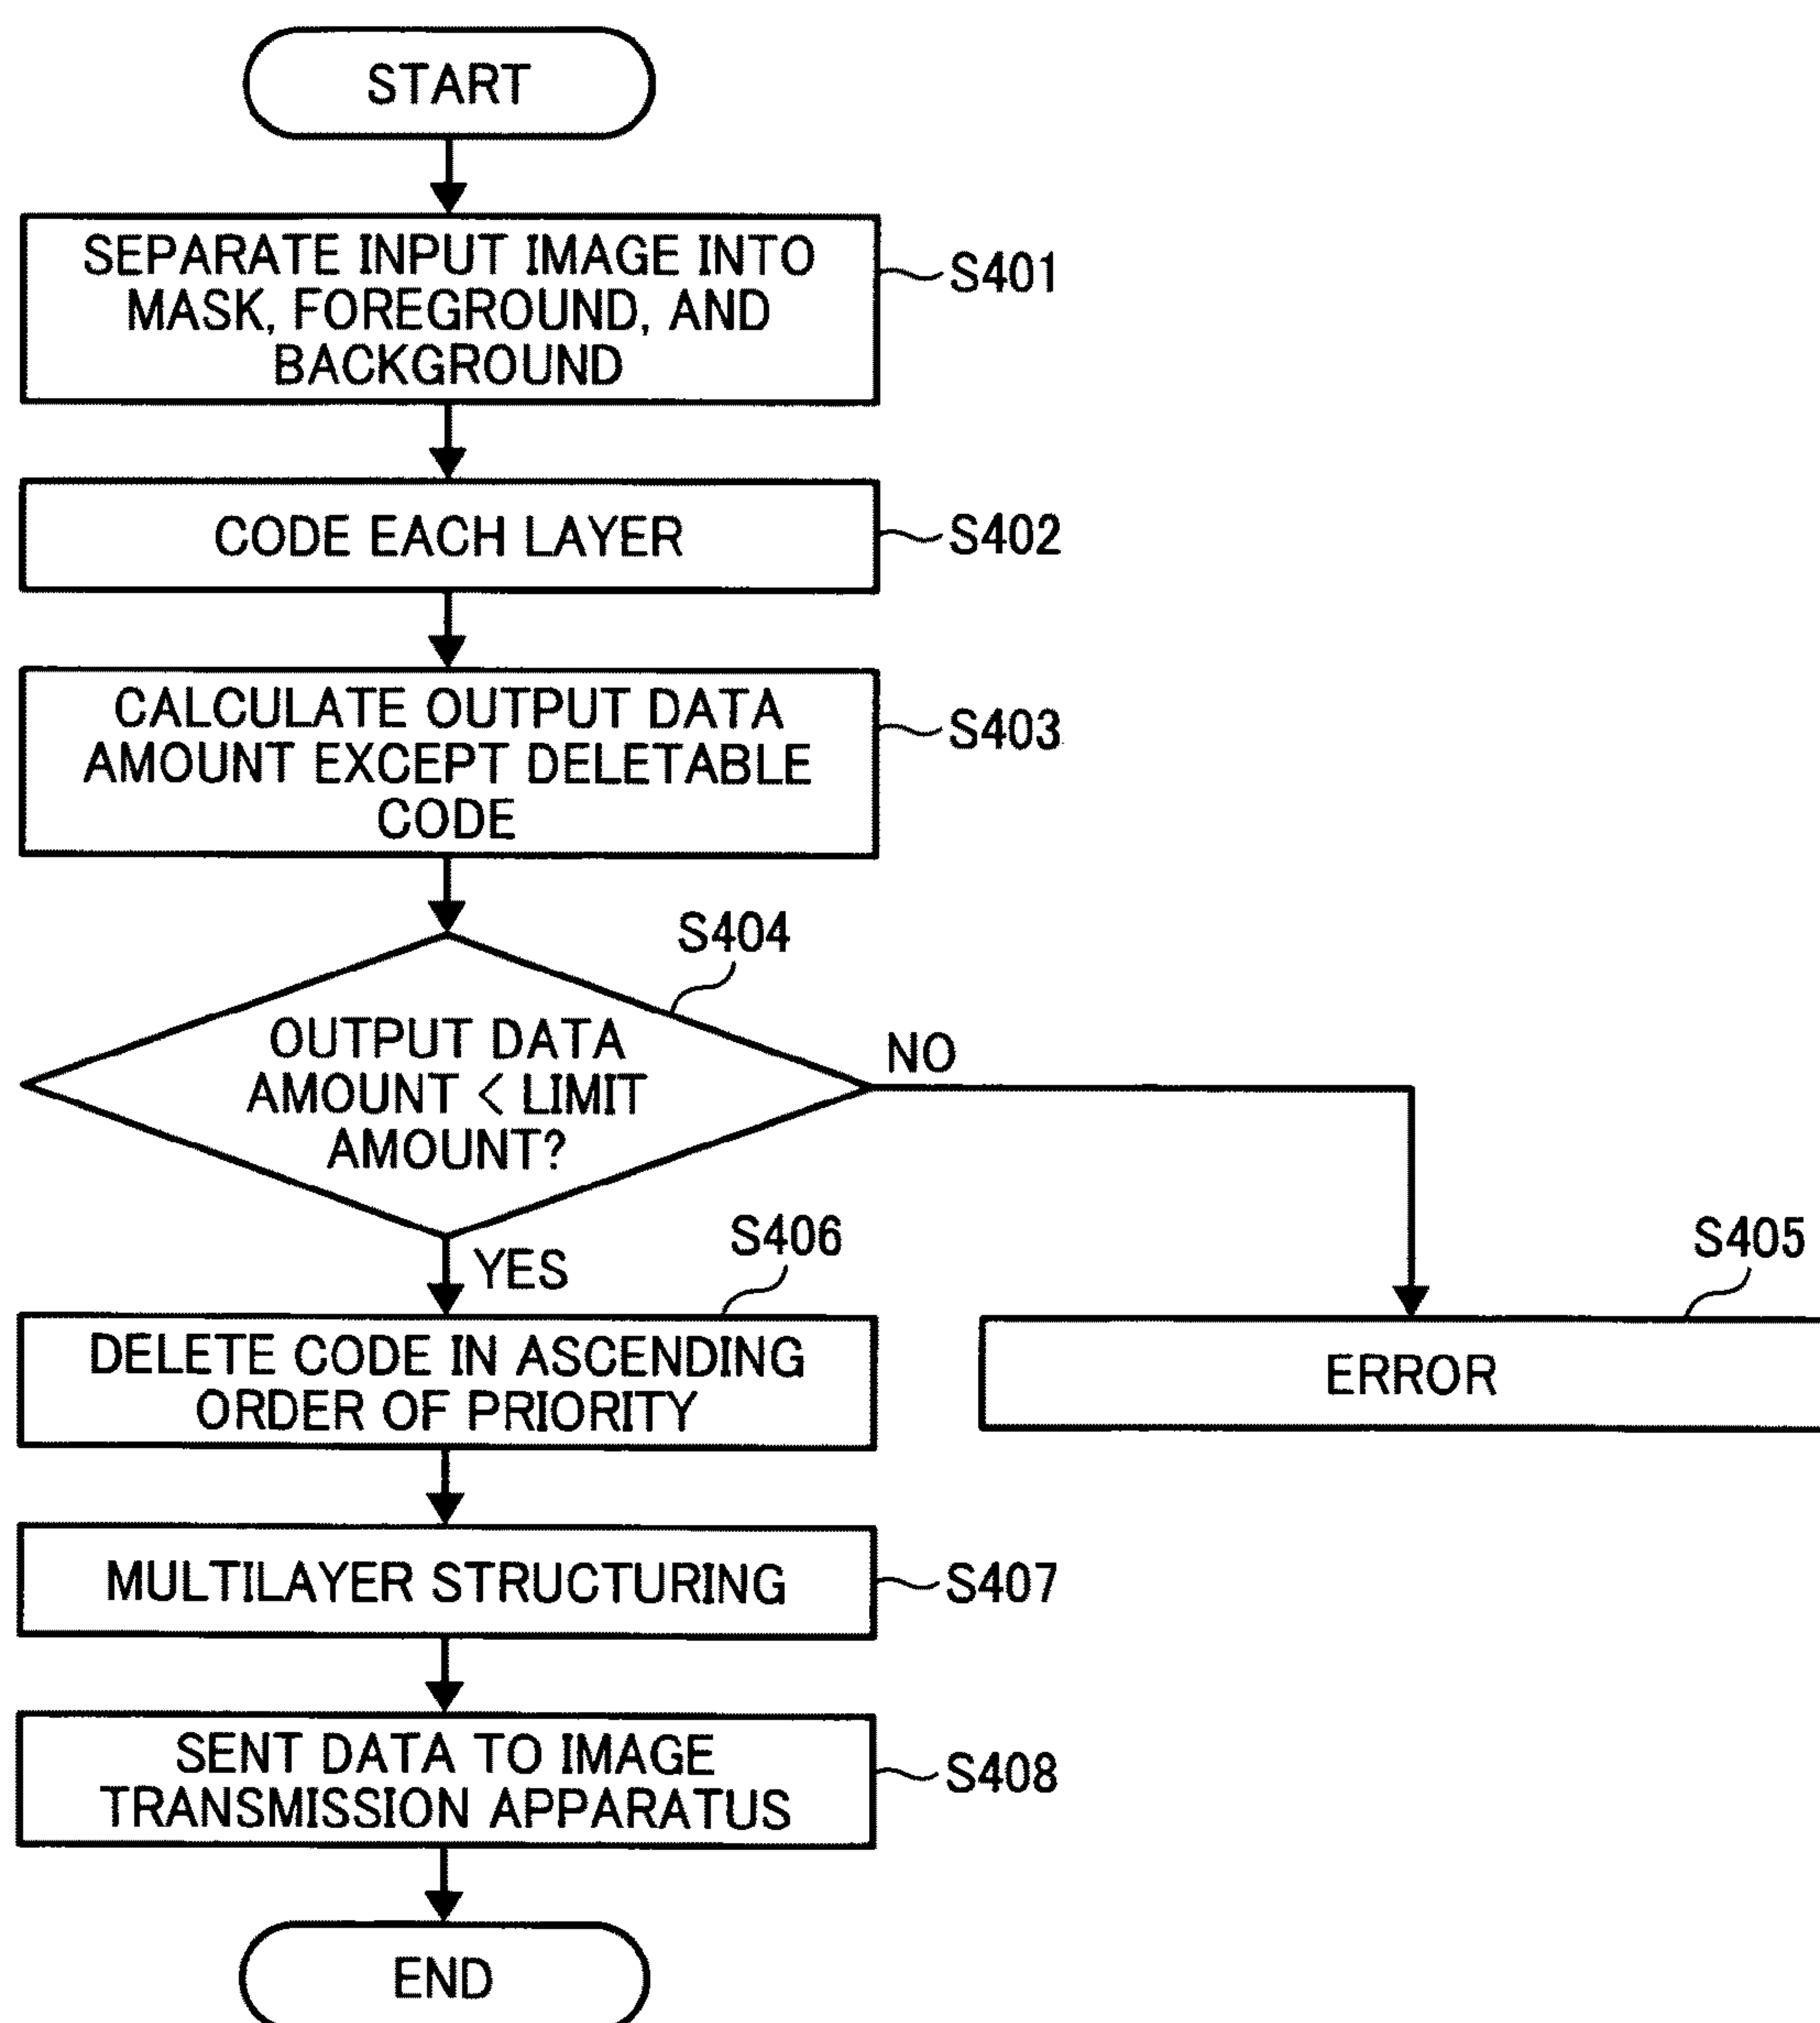 START
SEPARATE INPUT IMAGE INTO
MASK, FOREGROUND, AND
BACKGROUND
S401
CODE EACH LAYER
S402
CALCULATE OUTPUT DATA
AMOUNT EXCEPT DELETABLE
CODE
S403
S404
OUTPUT DATA
AMOUNT < LIMIT
AMOUNT?
NO
YES
S406
S405
DELETE CODE IN ASCENDING
ORDER OF PRIORITY
ERROR
MULTILAYER STRUCTURING
S407
SENT DATA TO IMAGE
TRANSMISSION APPARATUS
S408
END